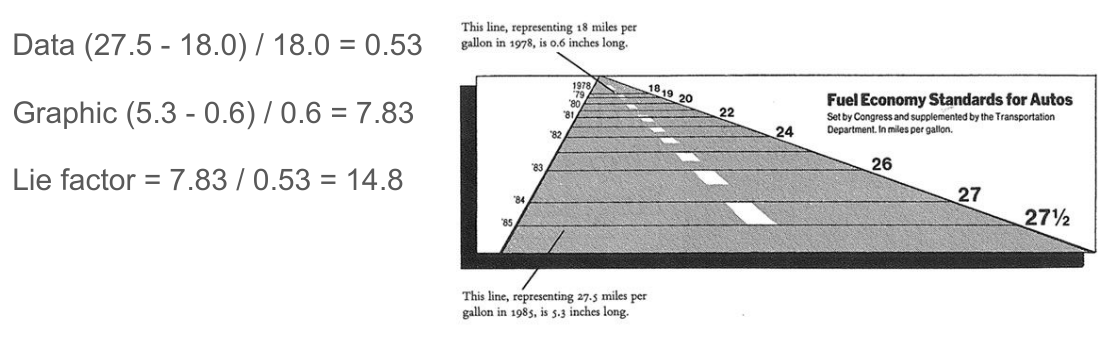 Data (27.5 - 18.0) / 18.0 = 0.53
Graphic (5.3 - 0.6) / 0.6 = 7.83
Lie factor = 7.83 / 0.53 = 14.8
This line, representing 18 miles per
gallon in 1978, is 0.6 inches long.
1978
'79
'80
'81
'82
'83
'84
'85
18
19
20
22
24
26
27
27½
Fuel Economy Standards for Autos
Set by Congress and supplemented by the Transportation
Department. In miles per gallon.
This line, representing 27.5 miles per
gallon in 1985, is 5.3 inches long.